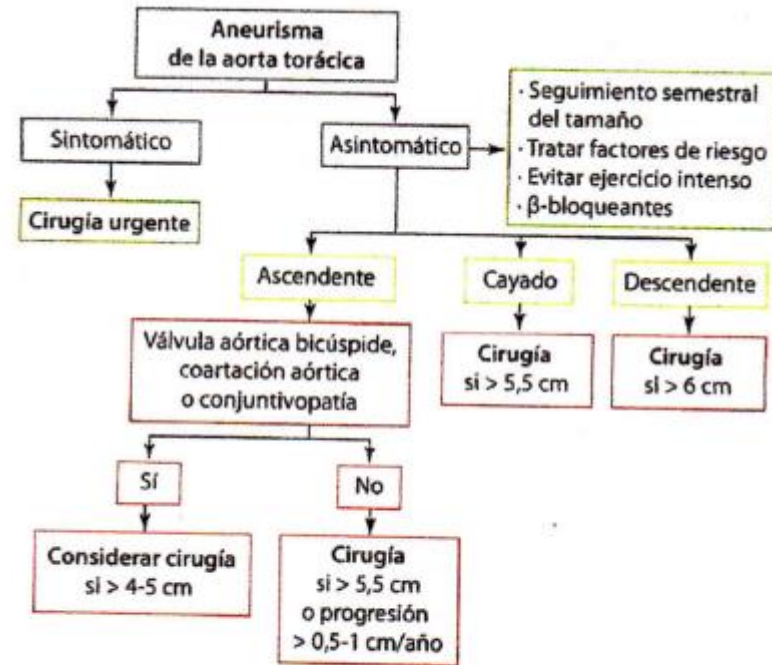 Aneurisma
de la aorta torácica
Sintomático
Asintomático
· Seguimiento semestral
del tamaño
· Tratar factores de riesgo
· Evitar ejercicio intenso
· β-bloqueantes
Cirugía urgente
Ascendente
Cayado
Descendente
Válvula aórtica bicúspide,
coartación aórtica
o conjuntivopatía
Cirugía
si > 5,5 cm
Cirugía
si > 6 cm
Sí
No
Considerar cirugía
si > 4-5 cm
Cirugía
si > 5,5 cm
o progresión
> 0,5-1 cm/año